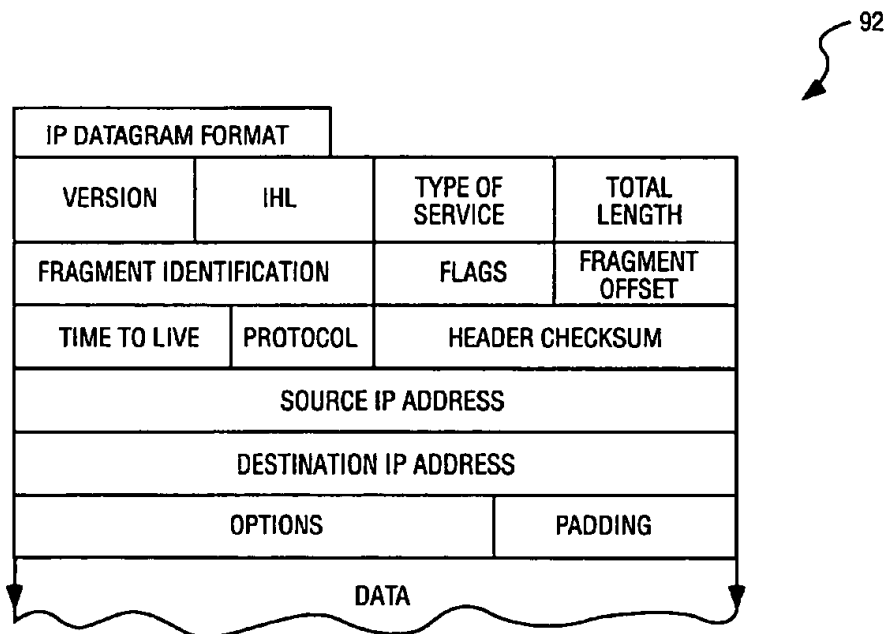 92
IP DATAGRAM FORMAT
VERSION
IHL
TYPE OF
SERVICE
TOTAL
LENGTH
FRAGMENT IDENTIFICATION
FLAGS
FRAGMENT
OFFSET
TIME TO LIVE
PROTOCOL
HEADER CHECKSUM
SOURCE IP ADDRESS
DESTINATION IP ADDRESS
OPTIONS
PADDING
DATA